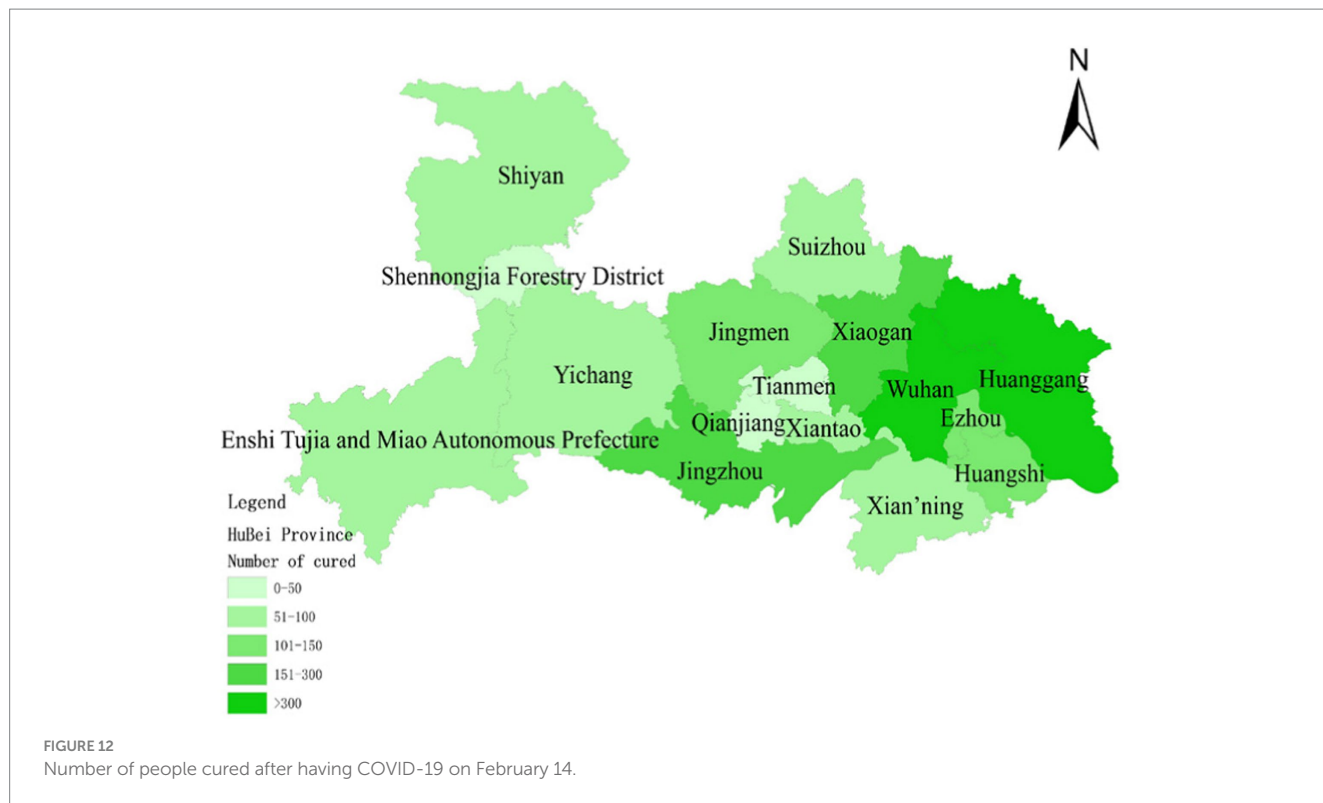 N
Shiyan
Suizhou
Shennongjia Forestry District
Jingmen
Xiaogan
Yichang
Tianmen
Wuhan
Huanggang
Qianjiang
Xiantao
Ezhou
Enshi Tujia and Miao Autonomous Prefecture
Jingzhou
Huangshi
Xian'ning
Legend
HuBei Province
Number of cured
0-50
51-100
101-150
151-300
>300
FIGURE 12
Number of people cured after having COVID-19 on February 14.